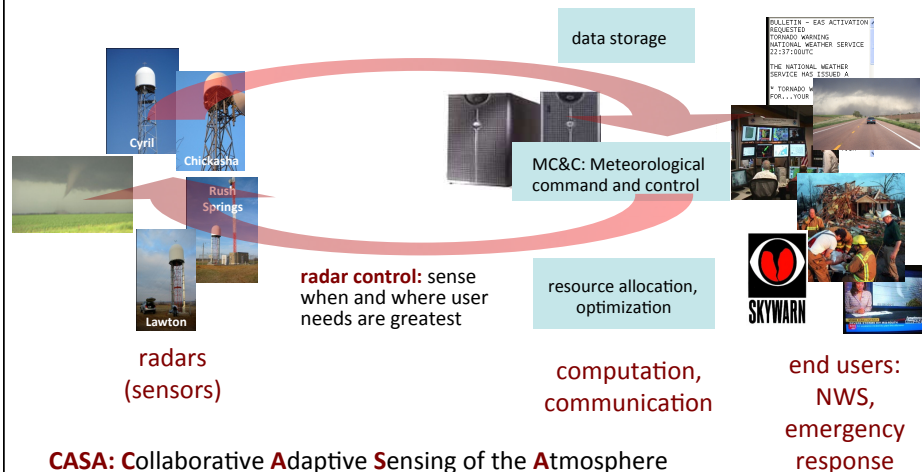 data storage
BULLETIN - EAS ACTIVATION
REQUESTED
TORNADO WARNING
NATIONAL WEATHER SERVICE
22:37:00UTC
THE NATIONAL WEATHER
SERVICE HAS ISSUED A
* TORNADO W
FOR...YOUR
Cyril
Chickasha
Rush
Springs
Lawton
MC&C: Meteorological
command and control
radar control: sense
when and where user
needs are greatest
resource allocation,
optimization
SKYWARN
radars
(sensors)
computation,
communication
end users:
NWS,
emergency
response
CASA: Collaborative Adaptive Sensing of the Atmosphere